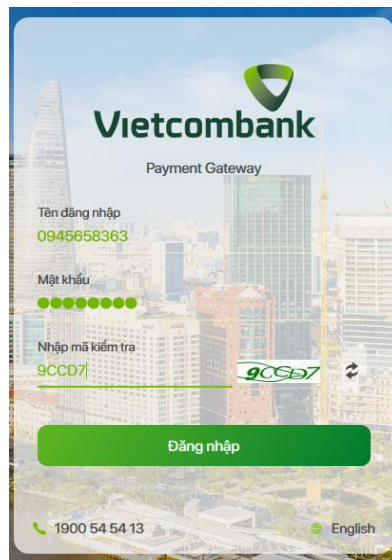 Vietcombank
Payment Gateway
Tên đăng nhập
0945658363
Mật khẩu
Nhập mã kiểm tra
9CCD7 9CCD7
Đăng nhập
1900 54 54 13 English